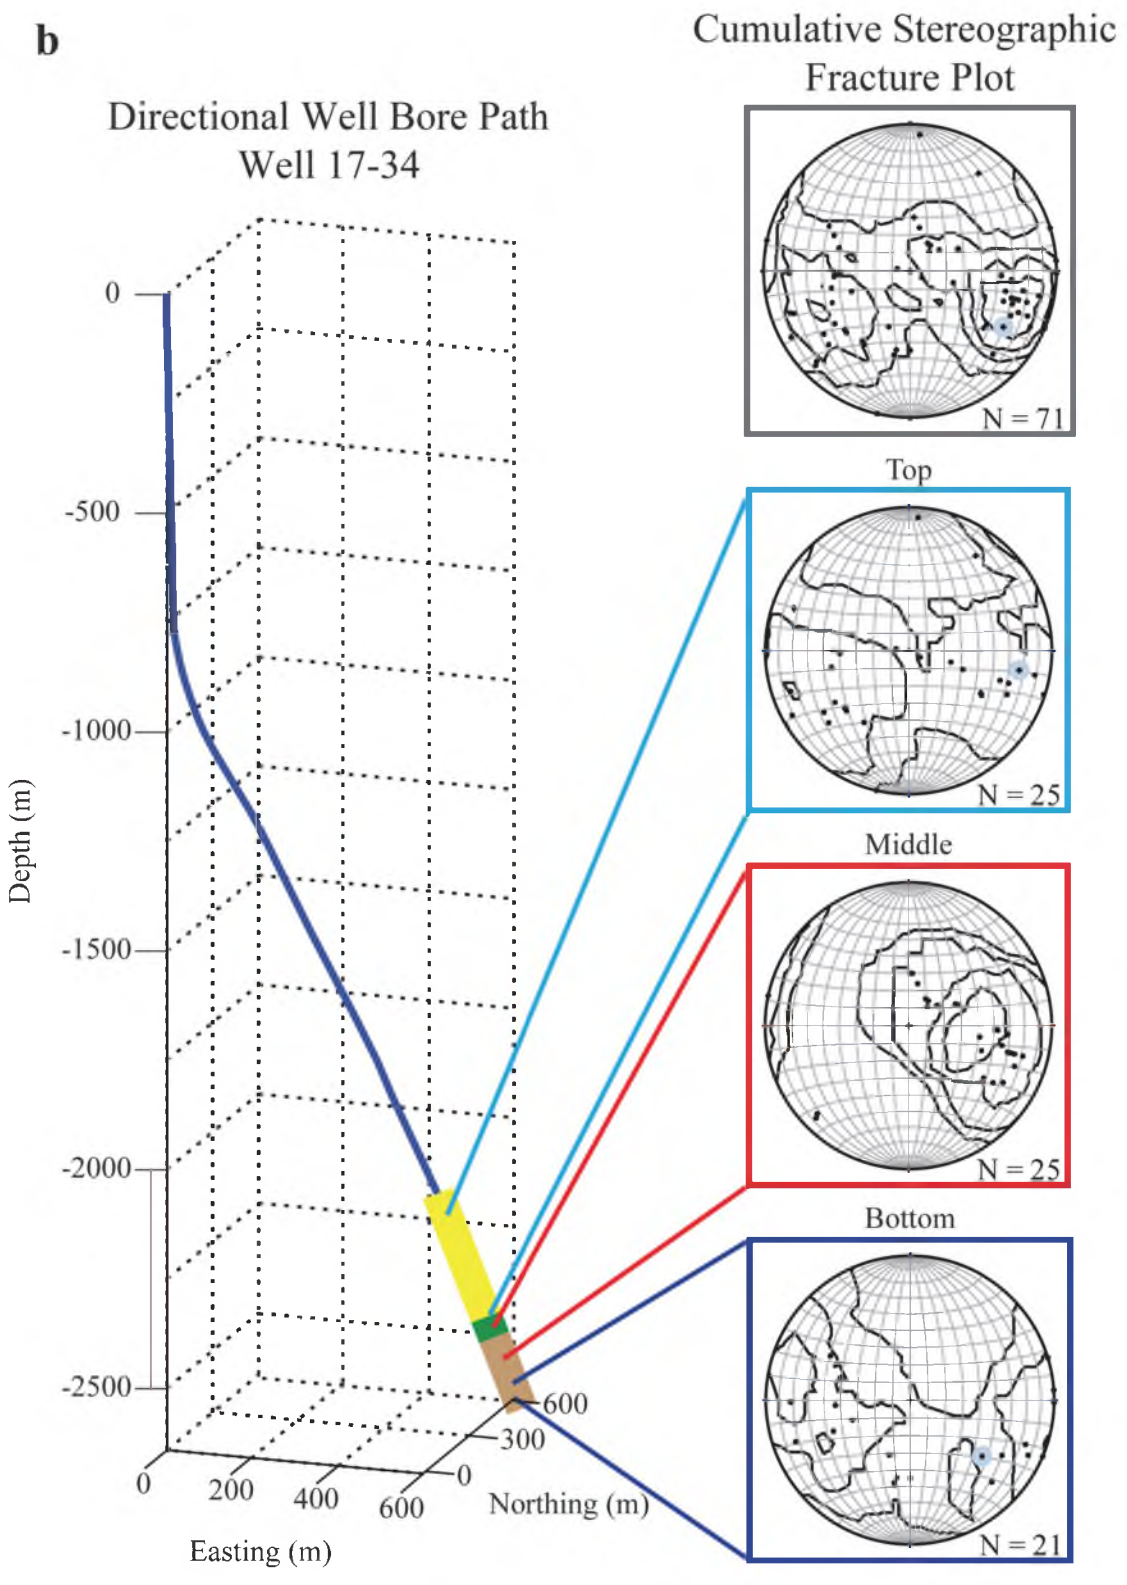 b
Cumulative Stereographic
Fracture Plot
Directional Well Bore Path
Well 17-34
N = 71
Top
N = 25
Middle
N = 25
Bottom
N = 21
0
-500
-1000
-1500
-2000
-2500
Depth (m)
0
200
400
600
Easting (m)
600
300
0
Northing (m)